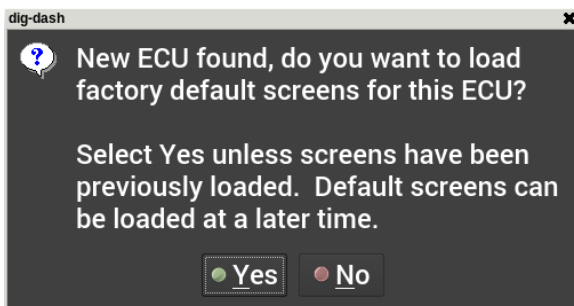 dig-dash
New ECU found, do you want to load
factory default screens for this ECU?
Select Yes unless screens have been
previously loaded.  Default screens can
be loaded at a later time.
Yes
No